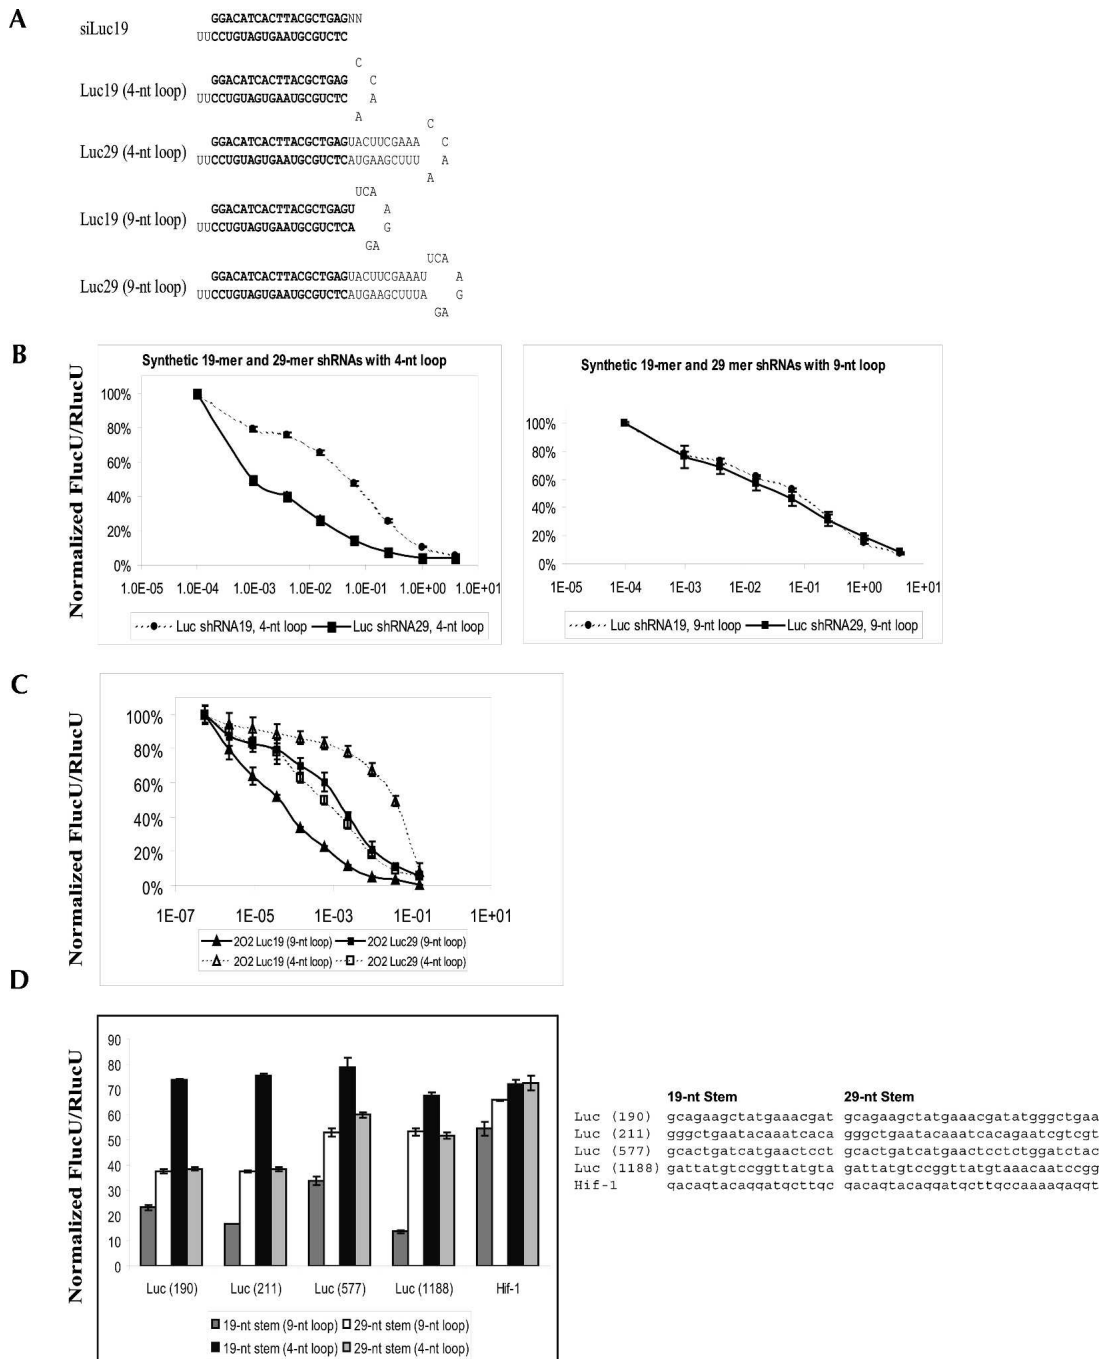 A
siLuc19
GGACATCACTTACGCTGAGNN
UUCCUGUAGUGAAUGCGUCTC
Luc19 (4-nt loop)
C
GGACATCACTTACGCTGAG C
UUCCUGUAGUGAAUGCGUCTC A
A
Luc29 (4-nt loop)
C
GGACATCACTTACGCTGAGUACUUCGAAA C
UUCCUGUAGUGAAUGCGUCTCAUGAAGCUUU A
A
Luc19 (9-nt loop)
UCA
GGACATCACTTACGCTGAGU A
UUCCUGUAGUGAAUGCGUCTCA G
GA
Luc29 (9-nt loop)
UCA
GGACATCACTTACGCTGAGUACUUCGAAAU A
UUCCUGUAGUGAAUGCGUCTCAUGAAGCUUUA G
GA
B
Normalized FlucU/RlucU
Synthetic 19-mer and 29-mer shRNAs with 4-nt loop
100%
80%
60%
40%
20%
0%
1.0E-05 1.0E-04 1.0E-03 1.0E-02 1.0E-01 1.0E+00 1.0E+01
Luc shRNA19, 4-nt loop Luc shRNA29, 4-nt loop
Synthetic 19-mer and 29 mer shRNAs with 9-nt loop
100%
80%
60%
40%
20%
0%
1E-05 1E-04 1E-03 1E-02 1E-01 1E+00 1E+01
Luc shRNA19, 9-nt loop Luc shRNA29, 9-nt loop
C
Normalized FlucU/RlucU
100%
80%
60%
40%
20%
0%
1E-07 1E-05 1E-03 1E-01 1E+01
2O2 Luc19 (9-nt loop) 2O2 Luc29 (9-nt loop)
2O2 Luc19 (4-nt loop) 2O2 Luc29 (4-nt loop)
D
Normalized FlucU/RlucU
90
80
70
60
50
40
30
20
10
0
Luc (190) Luc (211) Luc (577) Luc (1188) Hif-1
19-nt stem (9-nt loop) 29-nt stem (9-nt loop)
19-nt stem (4-nt loop) 29-nt stem (4-nt loop)
19-nt Stem 29-nt Stem
Luc (190) gcagaagctatgaaacgat gcagaagctatgaaacgatatgggctgaa
Luc (211) gggctgaatacaaatcaca gggctgaatacaaatcacagaatcgtcgt
Luc (577) gcactgatcatgaactcct gcactgatcatgaactcctctggatctac
Luc (1188) gattatgtccggttatgta gattatgtccggttatgtaaacaatccgg
Hif-1 gacagtacaggatgcttgc gacagtacaggatgcttgccaaaagaggt